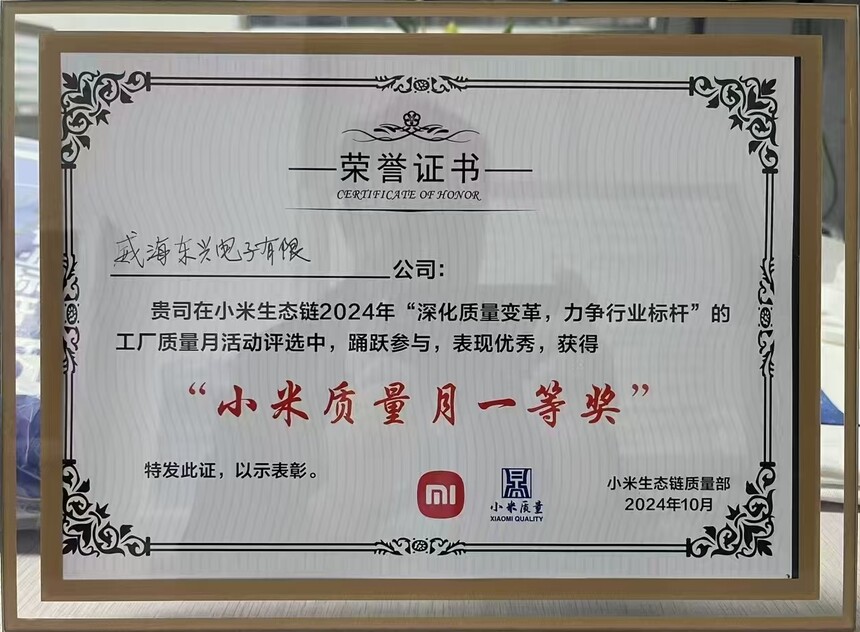 荣誉证书
CERTIFICATE OF HONOR
威海东兴电子有限公司：
贵司在小米生态链2024年“深化质量变革，力争行业标杆”的
工厂质量月活动评选中，踊跃参与，表现优秀，获得
“小米质量月一等奖”
特发此证，以示表彰。
mi
小米质量
XIAOMI QUALITY
小米生态链质量部
2024年10月